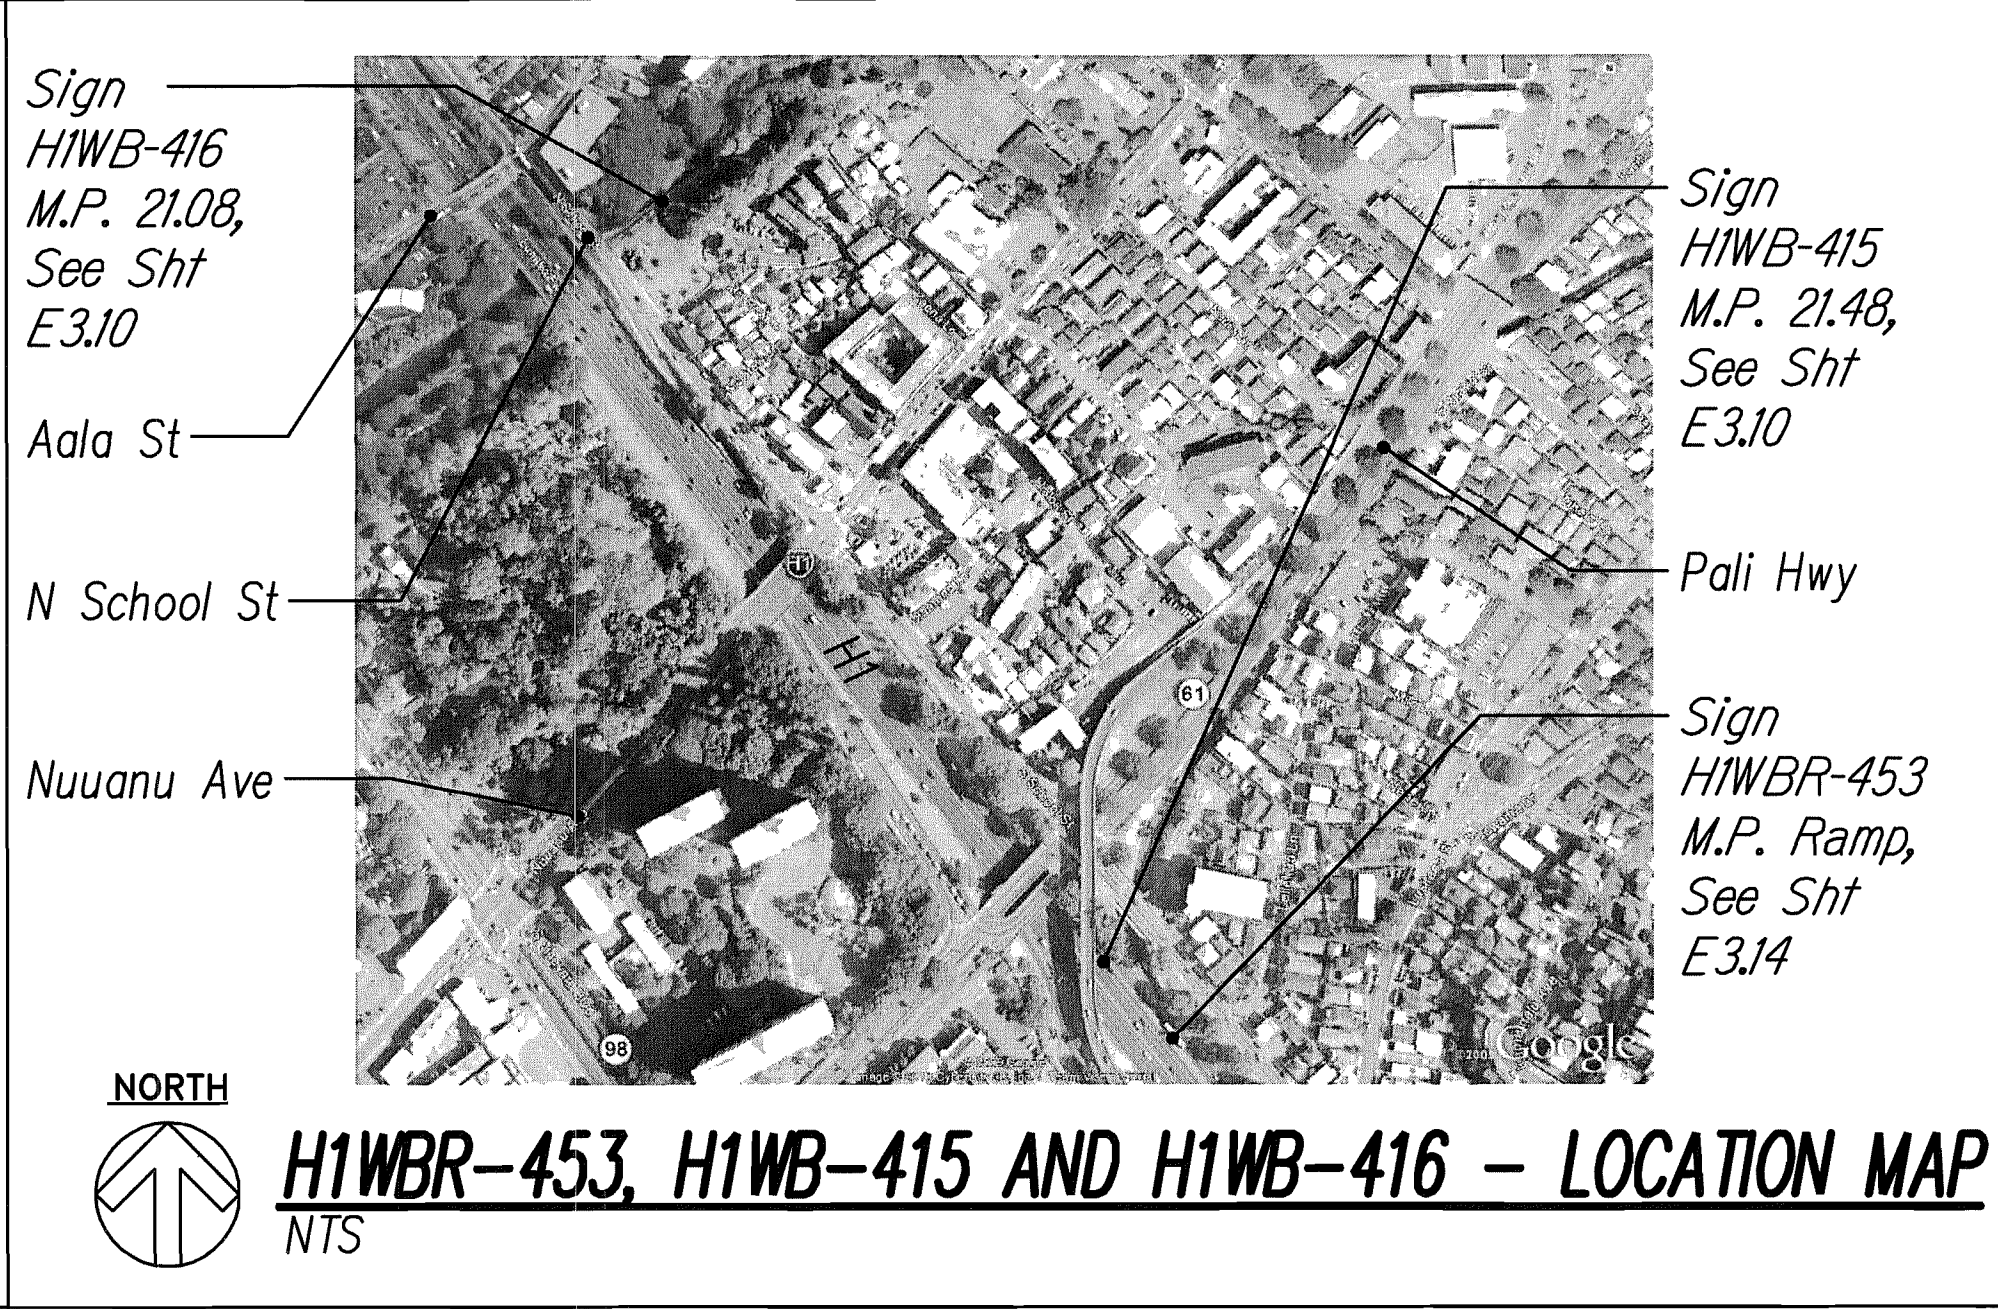 Sign
H1WB-416
M.P. 21.08,
See Sht
E3.10
Aala St
N School St
Nuuanu Ave
Sign
H1WB-415
M.P. 21.48,
See Sht
E3.10
Pali Hwy
Sign
H1WBR-453
M.P. Ramp,
See Sht
E3.14
H1
H1
61
98
Google
NORTH
H1WBR-453, H1WB-415 AND H1WB-416 - LOCATION MAP
NTS